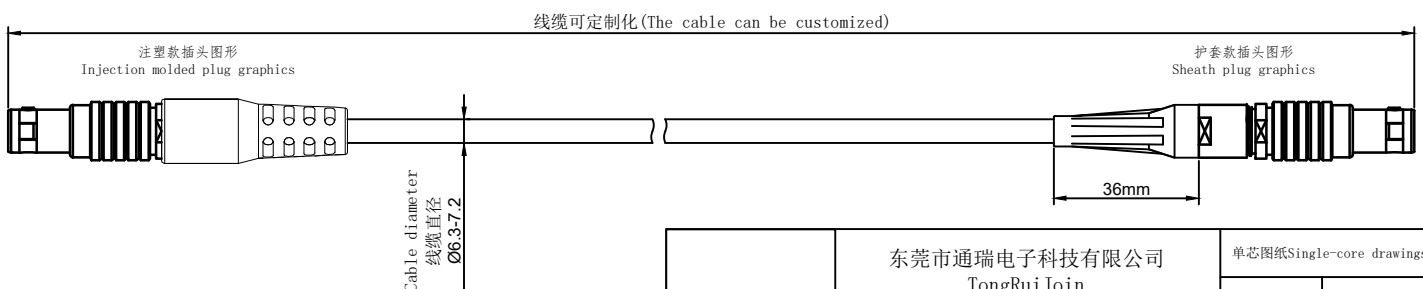 线缆可定制化(The cable can be customized)
注塑款插头图形
Injection molded plug graphics
护套款插头图形
Sheath plug graphics
36mm
Cable diameter
线缆直径
Ø6.3-7.2
东莞市通瑞电子科技有限公司
TongRuiJoin
单芯图纸Single-core drawings